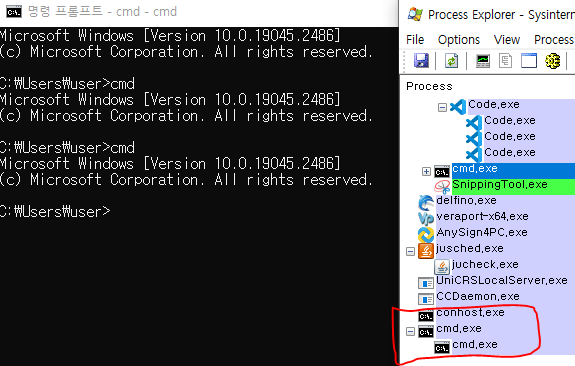 명령 프롬프트 - cmd - cmd
Microsoft Windows [Version 10.0.19045.2486]
(c) Microsoft Corporation. All rights reserved.
C:₩Users₩user>cmd
Microsoft Windows [Version 10.0.19045.2486]
(c) Microsoft Corporation. All rights reserved.
C:₩Users₩user>cmd
Microsoft Windows [Version 10.0.19045.2486]
(c) Microsoft Corporation. All rights reserved.
C:₩Users₩user>
Process Explorer - Sysintern
File Options View Process
Process
Code.exe
Code.exe
Code.exe
Code.exe
cmd.exe
SnippingTool.exe
delfino.exe
veraport-x64.exe
AnySign4PC.exe
jusched.exe
jucheck.exe
UniCRSLocalServer.exe
CCDaemon.exe
conhost.exe
cmd.exe
cmd.exe